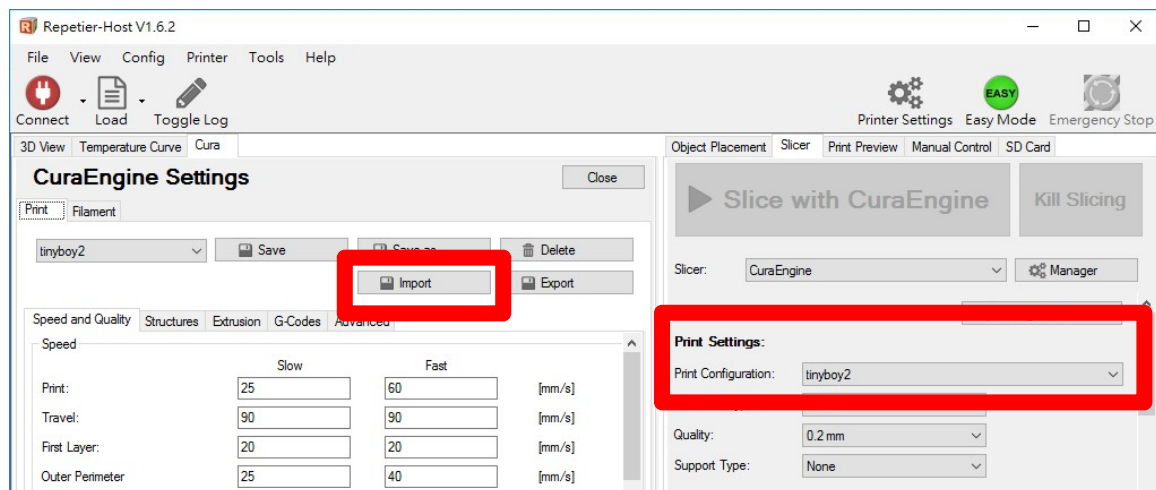 Repetier-Host V1.6.2
File View Config Printer Tools Help
Connect Load Toggle Log
Printer Settings Easy Mode Emergency Stop
EASY
3D View Temperature Curve Cura
CuraEngine Settings
Close
Print Filament
tinyboy2
Save
Delete
Import
Export
Speed and Quality Structures Extrusion G-Codes Advanced
Speed
Slow Fast
Print: 25 60 [mm/s]
Travel: 90 90 [mm/s]
First Layer: 20 20 [mm/s]
Outer Perimeter 25 40 [mm/s]
Object Placement Slicer Print Preview Manual Control SD Card
Slice with CuraEngine
Kill Slicing
Slicer: CuraEngine
Manager
Print Settings:
Print Configuration: tinyboy2
Quality: 0.2 mm
Support Type: None